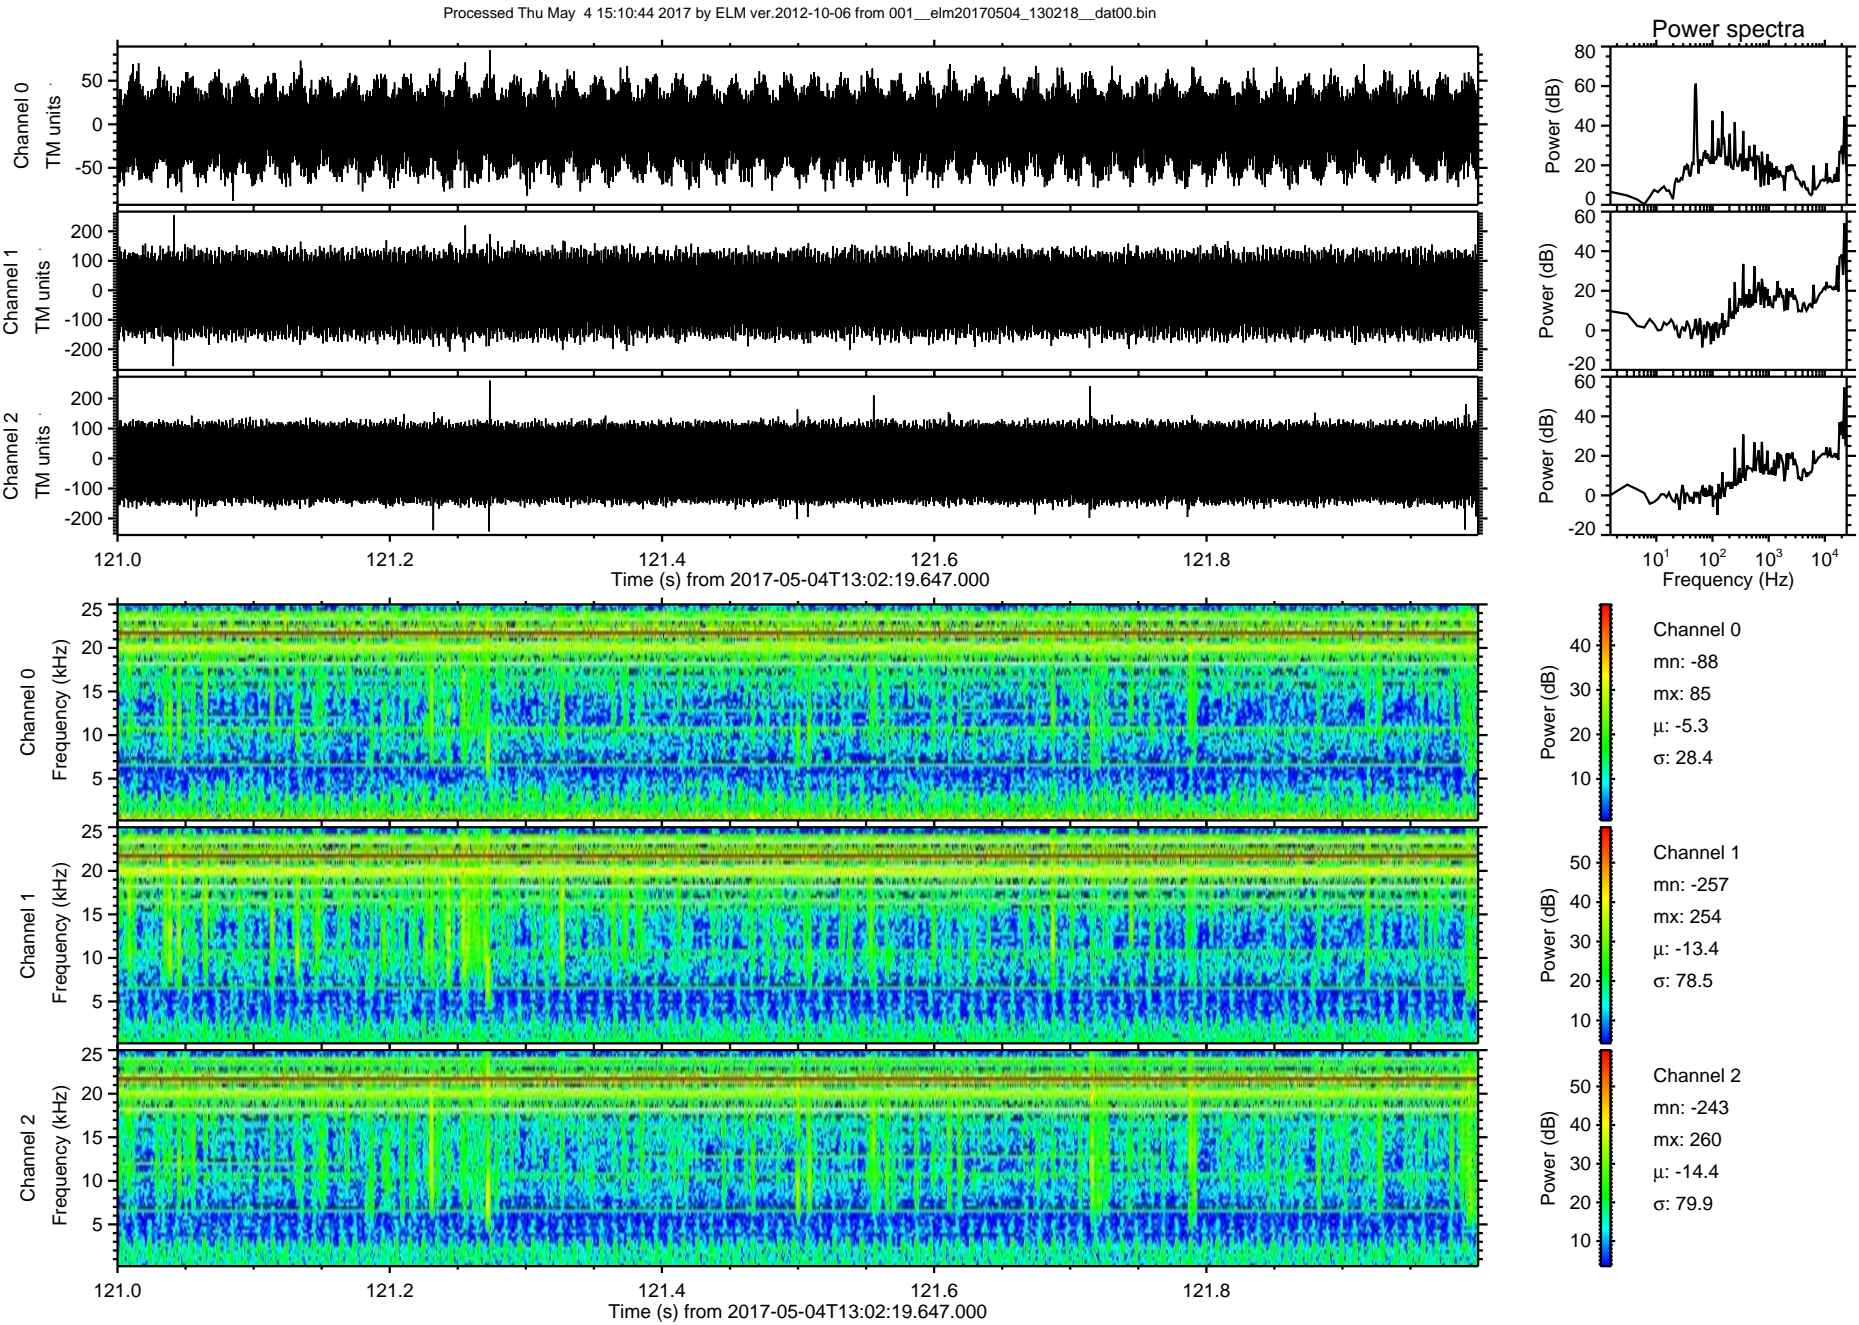 Processed Thu May  4 15:10:44 2017 by ELM ver.2012-10-06 from 001__elm20170504_130218__dat00.bin
Power spectra
Channel 0
TM units
50
0
-50
Power (dB)
80
60
40
20
0
Channel 1
TM units
200
100
0
-100
-200
Power (dB)
60
40
20
0
-20
Channel 2
TM units
200
100
0
-100
-200
Power (dB)
60
40
20
0
-20
121.0 121.2 121.4 121.6 121.8
Time (s) from 2017-05-04T13:02:19.647.000
10^1 10^2 10^3 10^4
Frequency (Hz)
Channel 0
Frequency (kHz)
25
20
15
10
5
Power (dB)
40
30
20
10
Channel 0
mn: -88
mx: 85
μ: -5.3
σ: 28.4
Channel 1
Frequency (kHz)
25
20
15
10
5
Power (dB)
50
40
30
20
10
Channel 1
mn: -257
mx: 254
μ: -13.4
σ: 78.5
Channel 2
Frequency (kHz)
25
20
15
10
5
Power (dB)
50
40
30
20
10
Channel 2
mn: -243
mx: 260
μ: -14.4
σ: 79.9
121.0 121.2 121.4 121.6 121.8
Time (s) from 2017-05-04T13:02:19.647.000